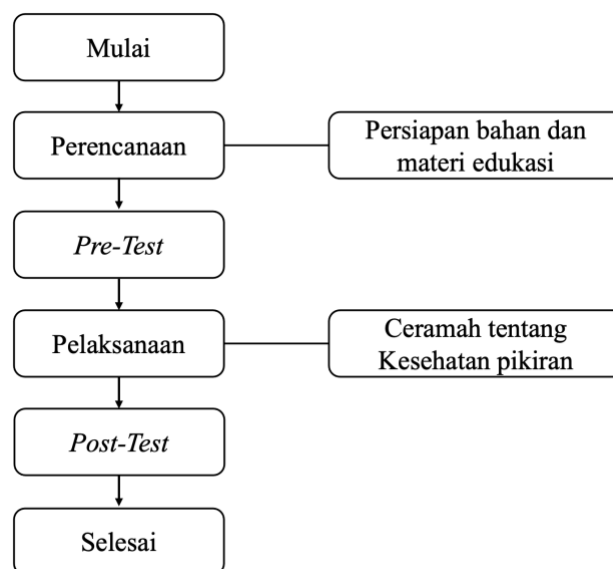 Mulai
Perencanaan
Persiapan bahan dan
materi edukasi
Pre-Test
Pelaksanaan
Ceramah tentang
Kesehatan pikiran
Post-Test
Selesai